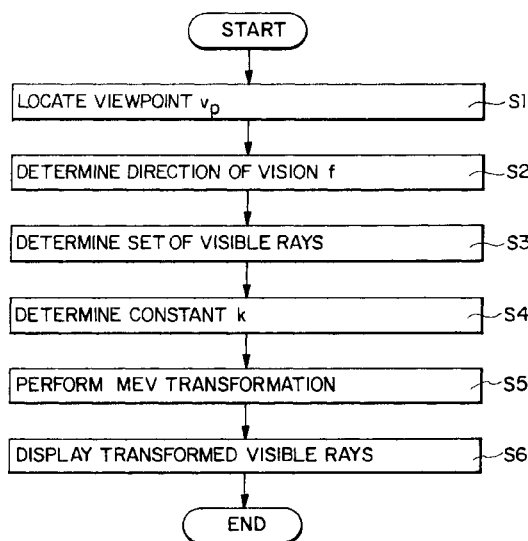 START
LOCATE VIEWPOINT vp S1
DETERMINE DIRECTION OF VISION f S2
DETERMINE SET OF VISIBLE RAYS S3
DETERMINE CONSTANT k S4
PERFORM MEV TRANSFORMATION S5
DISPLAY TRANSFORMED VISIBLE RAYS S6
END